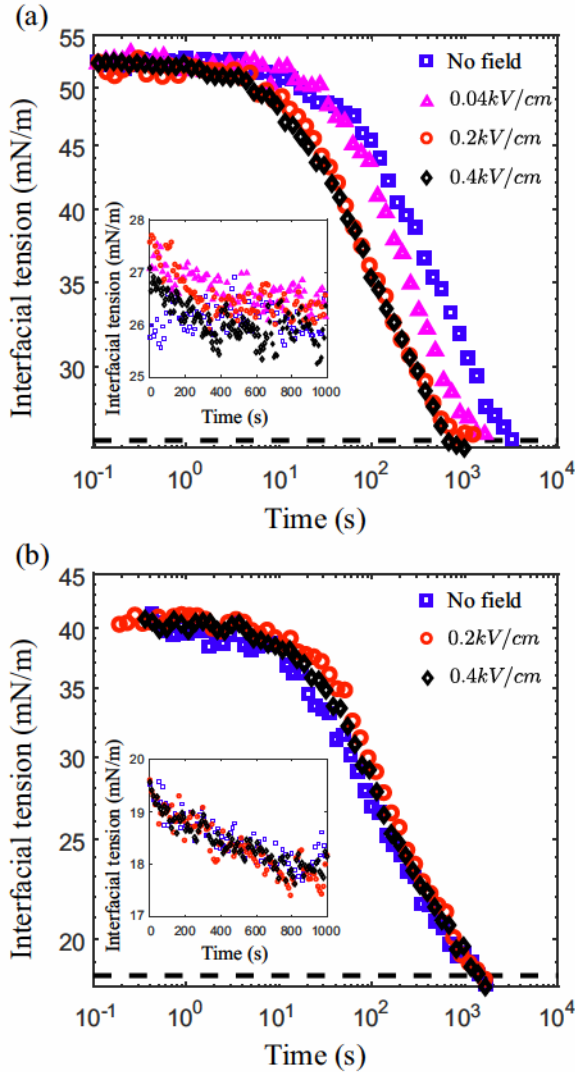 (a)
Interfacial tension (mN/m)
55
50
45
40
35
30
No field
0.04kV/cm
0.2kV/cm
0.4kV/cm
Interfacial tension (mN/m)
28
27
26
25
0 200 400 600 800 1000
Time (s)
10-1 100 101 102 103 104
Time (s)
(b)
Interfacial tension (mN/m)
45
40
35
30
25
20
No field
0.2kV/cm
0.4kV/cm
Interfacial tension (mN/m)
20
19
18
17
0 200 400 600 800 1000
Time (s)
10-1 100 101 102 103 104
Time (s)